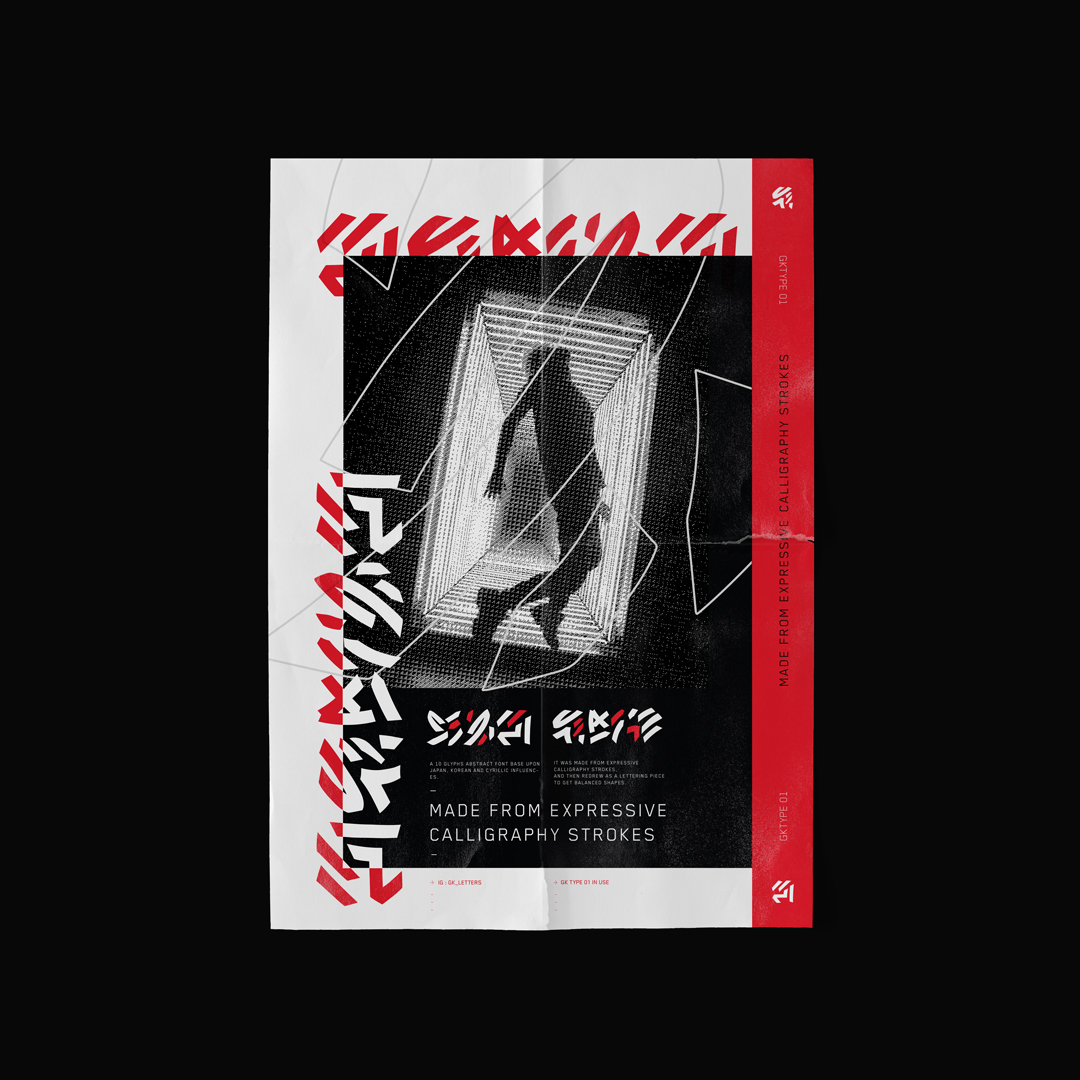 GKTYPE 01
MADE FROM EXPRESSIVE CALLIGRAPHY STROKES
A 10 GLYPHS ABSTRACT FONT BASE UPON
JAPAN, KOREAN AND CYRILLIC INFLUENC-
ES.
IT WAS MADE FROM EXPRESSIVE
CALLIGRAPHY STROKES,
AND THEN REDREW AS A LETTERING PIECE
TO GET BALANCED SHAPES.
MADE FROM EXPRESSIVE
CALLIGRAPHY STROKES
GKTYPE 01
IG : GK_LETTERS
GK TYPE 01 IN USE